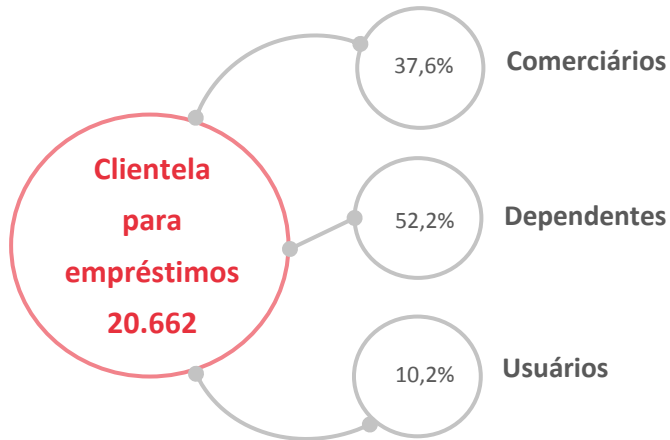 Clientela
para
empréstimos
20.662
37,6%
Comerciários
52,2%
Dependentes
10,2%
Usuários